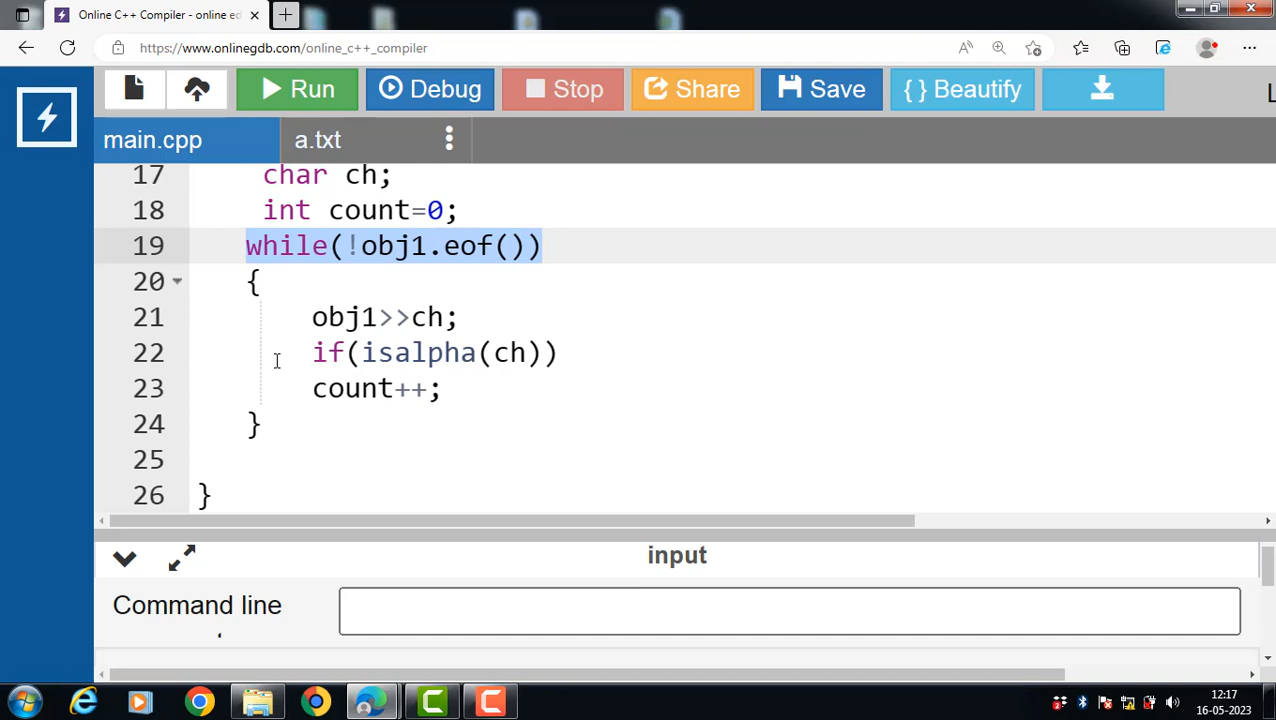 Online C++ Compiler - online ed
https://www.onlinegdb.com/online_c++_compiler
Run
Debug
Stop
Share
Save
{ } Beautify
main.cpp
a.txt
17 char ch;
18 int count=0;
19 while(!obj1.eof())
20 {
21 obj1>>ch;
22 if(isalpha(ch))
23 count++;
24 }
25
26 }
input
Command line
12:17
16-05-2023